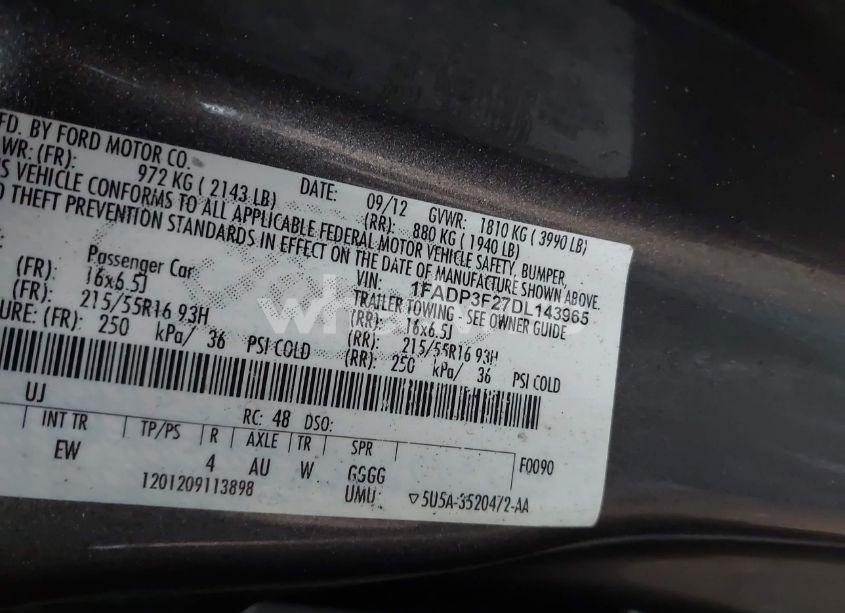 FD. BY FORD MOTOR CO.
DATE: 09/12 GVWR: 1810 KG ( 3990 LB)
WR: (FR): 972 KG ( 2143 LB) (RR): 880 KG ( 1940 LB)
S VEHICLE CONFORMS TO ALL APPLICABLE FEDERAL MOTOR VEHICLE SAFETY, BUMPER,
THEFT PREVENTION STANDARDS IN EFFECT ON THE DATE OF MANUFACTURE SHOWN ABOVE.
VIN: 1FADP3F27DL143965
Passenger Car TRAILER TOWING - SEE OWNER GUIDE
(FR): 16x6.5J (RR): 16x6.5J
(FR): 215/55R16 93H (RR): 215/55R16 93H
URE: (FR): 250 kPa/ 36 PSI COLD (RR): 250 kPa/ 36 PSI COLD
UJ
RC: 48 DSO:
INT TR TP/PS R AXLE TR SPR
EW 4 AU W GSGG F0090
1201209113898 UMU ▽5U5A-3520472-AA